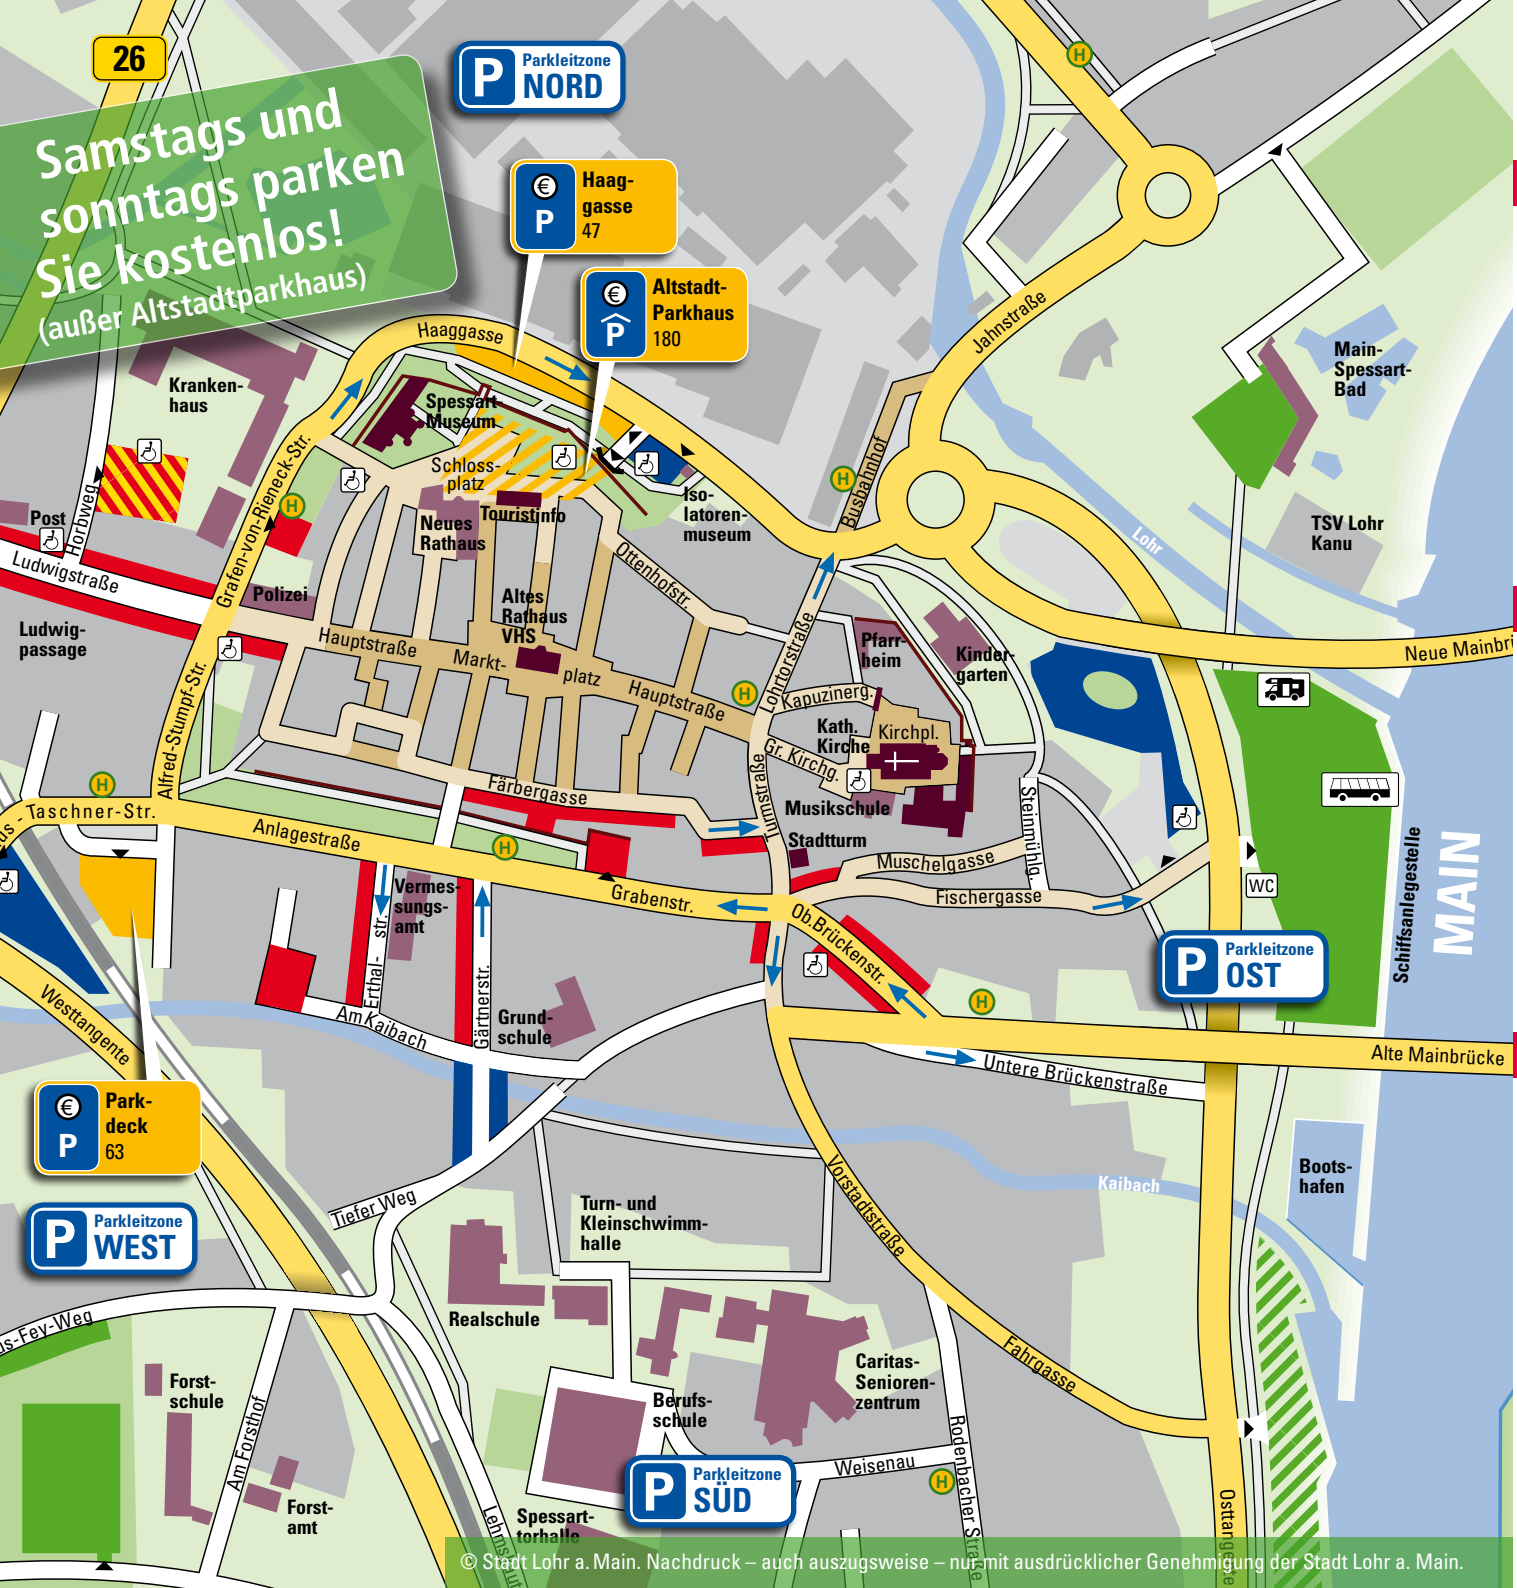 26
Samstags und
sonntags parken
Sie kostenlos!
(außer Altstadtparkhaus)
P Parkleitzone
NORD
€
P
Haag-
gasse
47
€
P
Altstadt-
Parkhaus
180
H
Haaggasse
Jahnstraße
Kranken-
haus
Spessart-
Museum
Main-
Spessart-
Bad
Schloss-
platz
Grafen-von-Rieneck-Str.
Horbweg
Post
H
Touristinfo
Neues
Rathaus
Iso-
latoren-
museum
H
Busbahnhof
Lohr
TSV Lohr
Kanu
Ludwigstraße
Polizei
Ottenhofstr.
Altes
Rathaus
VHS
Ludwig-
passage
Hauptstraße
Markt-
platz
Hauptstraße
H
Lohrtorstraße
Pfarr-
heim
Kinder-
garten
Neue Mainbrü
Kapuzinerg.
Kath.
Kirche
Kirchpl.
Gr. Kirchg.
Alfred-Stumpf-Str.
H
us - Taschner-Str.
Färbergasse
Turmstraße
Musikschule
Stadtturm
Steinmühlg.
Anlagestraße
H
Muschelgasse
Fischergasse
WC
Schiffsanlegestelle
MAIN
Vermes-
sungs-
amt
Grabenstr.
Ob.Brückenstr.
Erthal-
str.
Gärtnerstr.
P Parkleitzone
OST
H
Westtangente
Am Kaibach
Grund-
schule
Alte Mainbrücke
Untere Brückenstraße
€
P
Park-
deck
63
Boots-
hafen
Kaibach
P Parkleitzone
WEST
Tiefer Weg
Turn- und
Kleinschwimm-
halle
Vorstadtstraße
Realschule
us-Fey-Weg
Fahrgasse
Caritas-
Senioren-
zentrum
Forst-
schule
Berufs-
schule
Am Forsthof
Rodenbacher Straße
Weisenau
H
P Parkleitzone
SÜD
Forst-
amt
Spessart-
torhalle
Osttangente
© Stadt Lohr a. Main. Nachdruck – auch auszugsweise – nur mit ausdrücklicher Genehmigung der Stadt Lohr a. Main.